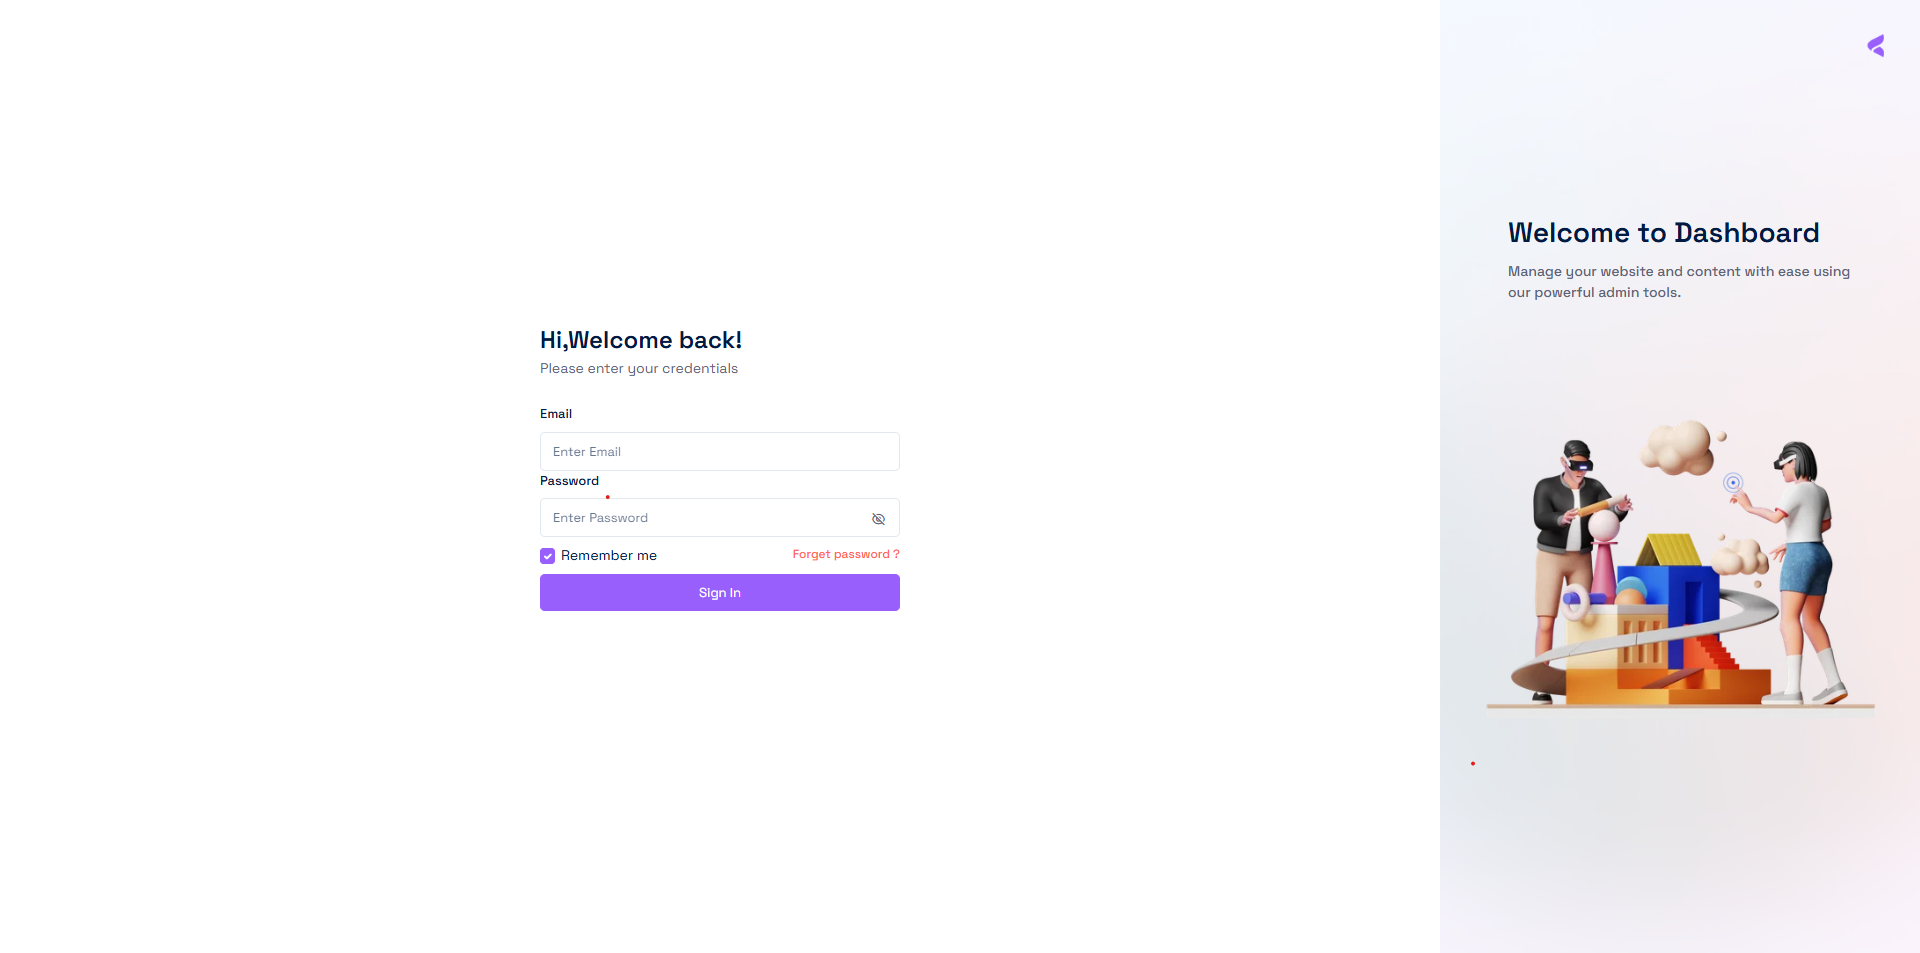 Hi,Welcome back!
Please enter your credentials
Email
Enter Email
Password
Enter Password
Remember me
Forget password ?
Sign In
Welcome to Dashboard
Manage your website and content with ease using
our powerful admin tools.